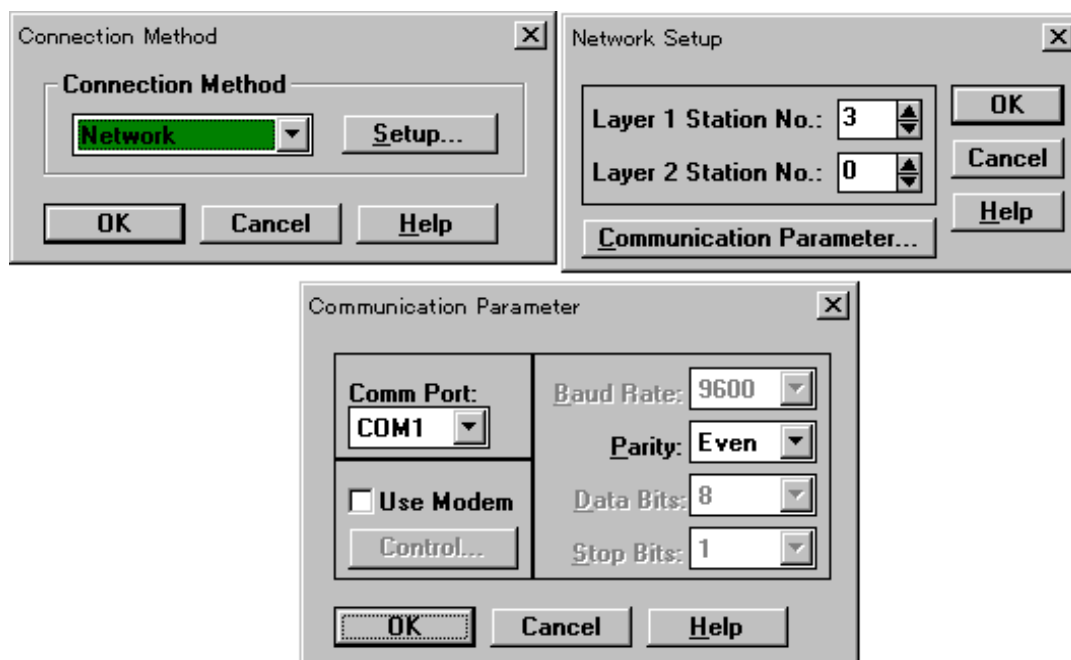 Connection Method
Connection Method
Network
Setup...
OK Cancel Help
Network Setup
Layer 1 Station No.: 3
Layer 2 Station No.: 0
Communication Parameter...
OK
Cancel
Help
Communication Parameter
Comm Port:
COM1
Use Modem
Control...
Baud Rate: 9600
Parity: Even
Data Bits: 8
Stop Bits: 1
OK Cancel Help